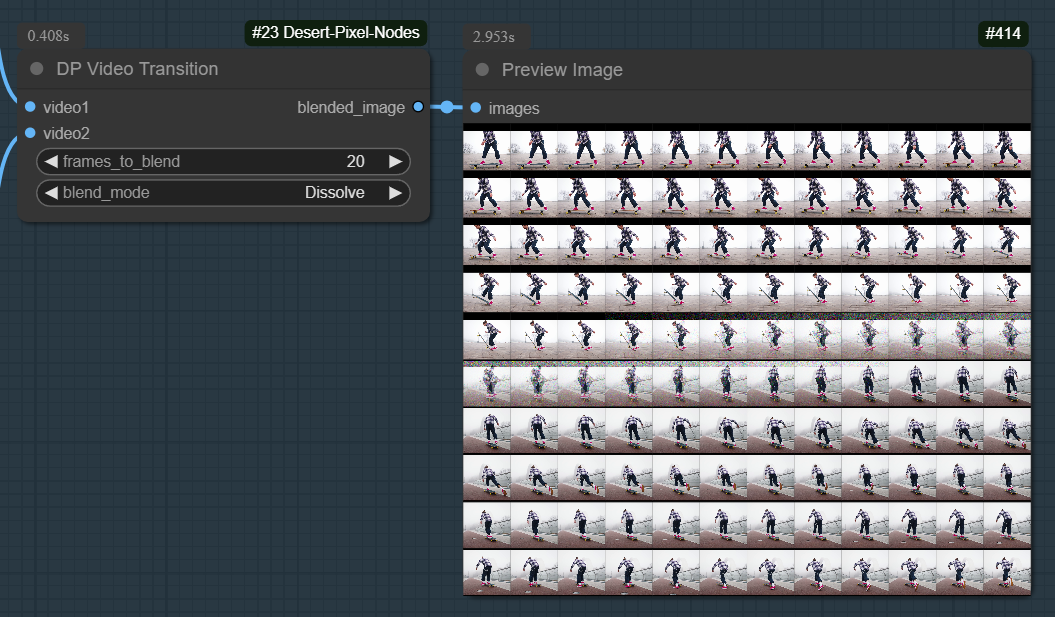 0.408s
#23 Desert-Pixel-Nodes
DP Video Transition
video1
blended_image
video2
frames_to_blend
20
blend_mode
Dissolve
2.953s
#414
Preview Image
images